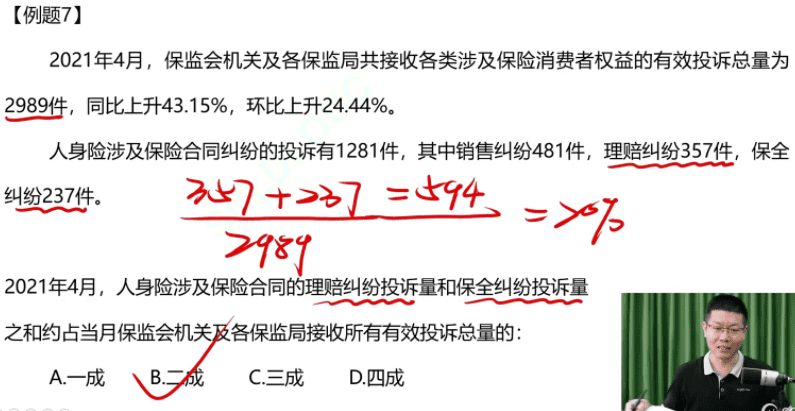 【例题7】
2021年4月，保监会机关及各保监局共接收各类涉及保险消费者权益的有效投诉总量为
2989件，同比上升43.15%，环比上升24.44%。
人身险涉及保险合同纠纷的投诉有1281件，其中销售纠纷481件，理赔纠纷357件，保全
纠纷237件。
357+237=594
2989
=20%
2021年4月，人身险涉及保险合同的理赔纠纷投诉量和保全纠纷投诉量
之和约占当月保监会机关及各保监局接收所有有效投诉总量的：
A.一成 B.二成 C.三成 D.四成